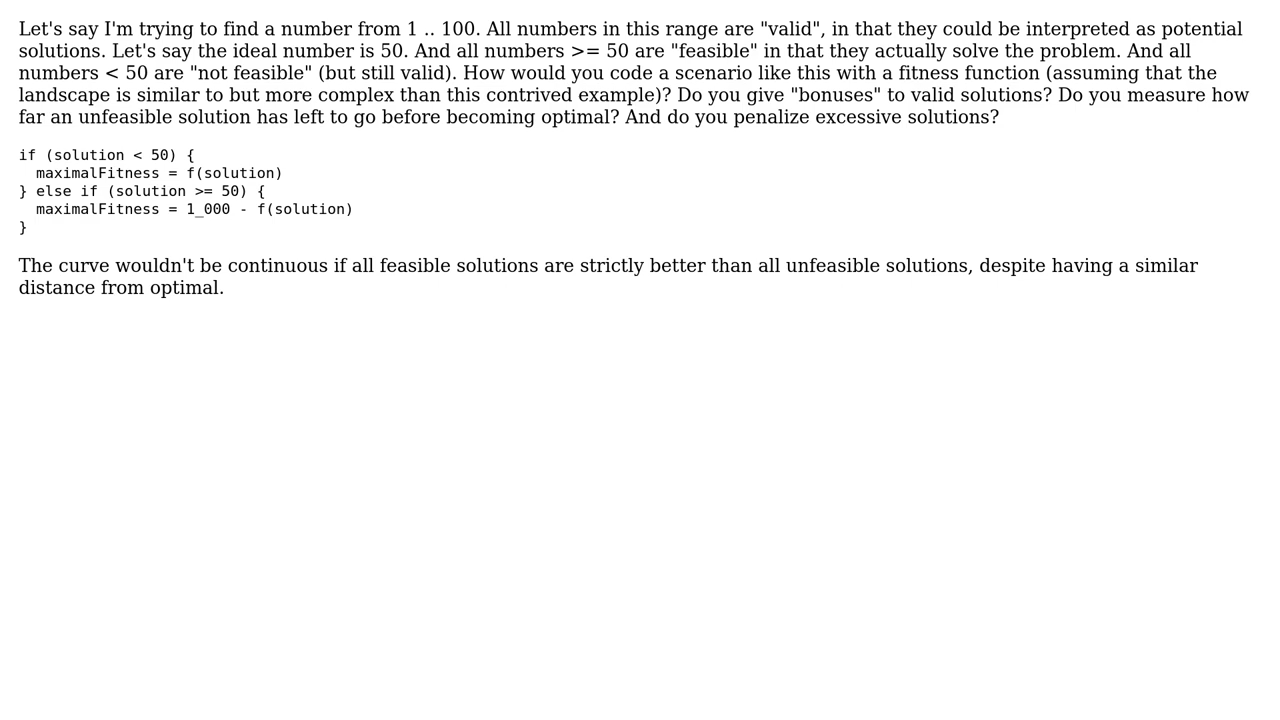 Let's say I'm trying to find a number from 1 .. 100. All numbers in this range are "valid", in that they could be interpreted as potential
solutions. Let's say the ideal number is 50. And all numbers >= 50 are "feasible" in that they actually solve the problem. And all
numbers < 50 are "not feasible" (but still valid). How would you code a scenario like this with a fitness function (assuming that the
landscape is similar to but more complex than this contrived example)? Do you give "bonuses" to valid solutions? Do you measure how
far an unfeasible solution has left to go before becoming optimal? And do you penalize excessive solutions?
if (solution < 50) {
  maximalFitness = f(solution)
} else if (solution >= 50) {
  maximalFitness = 1_000 - f(solution)
}
The curve wouldn't be continuous if all feasible solutions are strictly better than all unfeasible solutions, despite having a similar
distance from optimal.